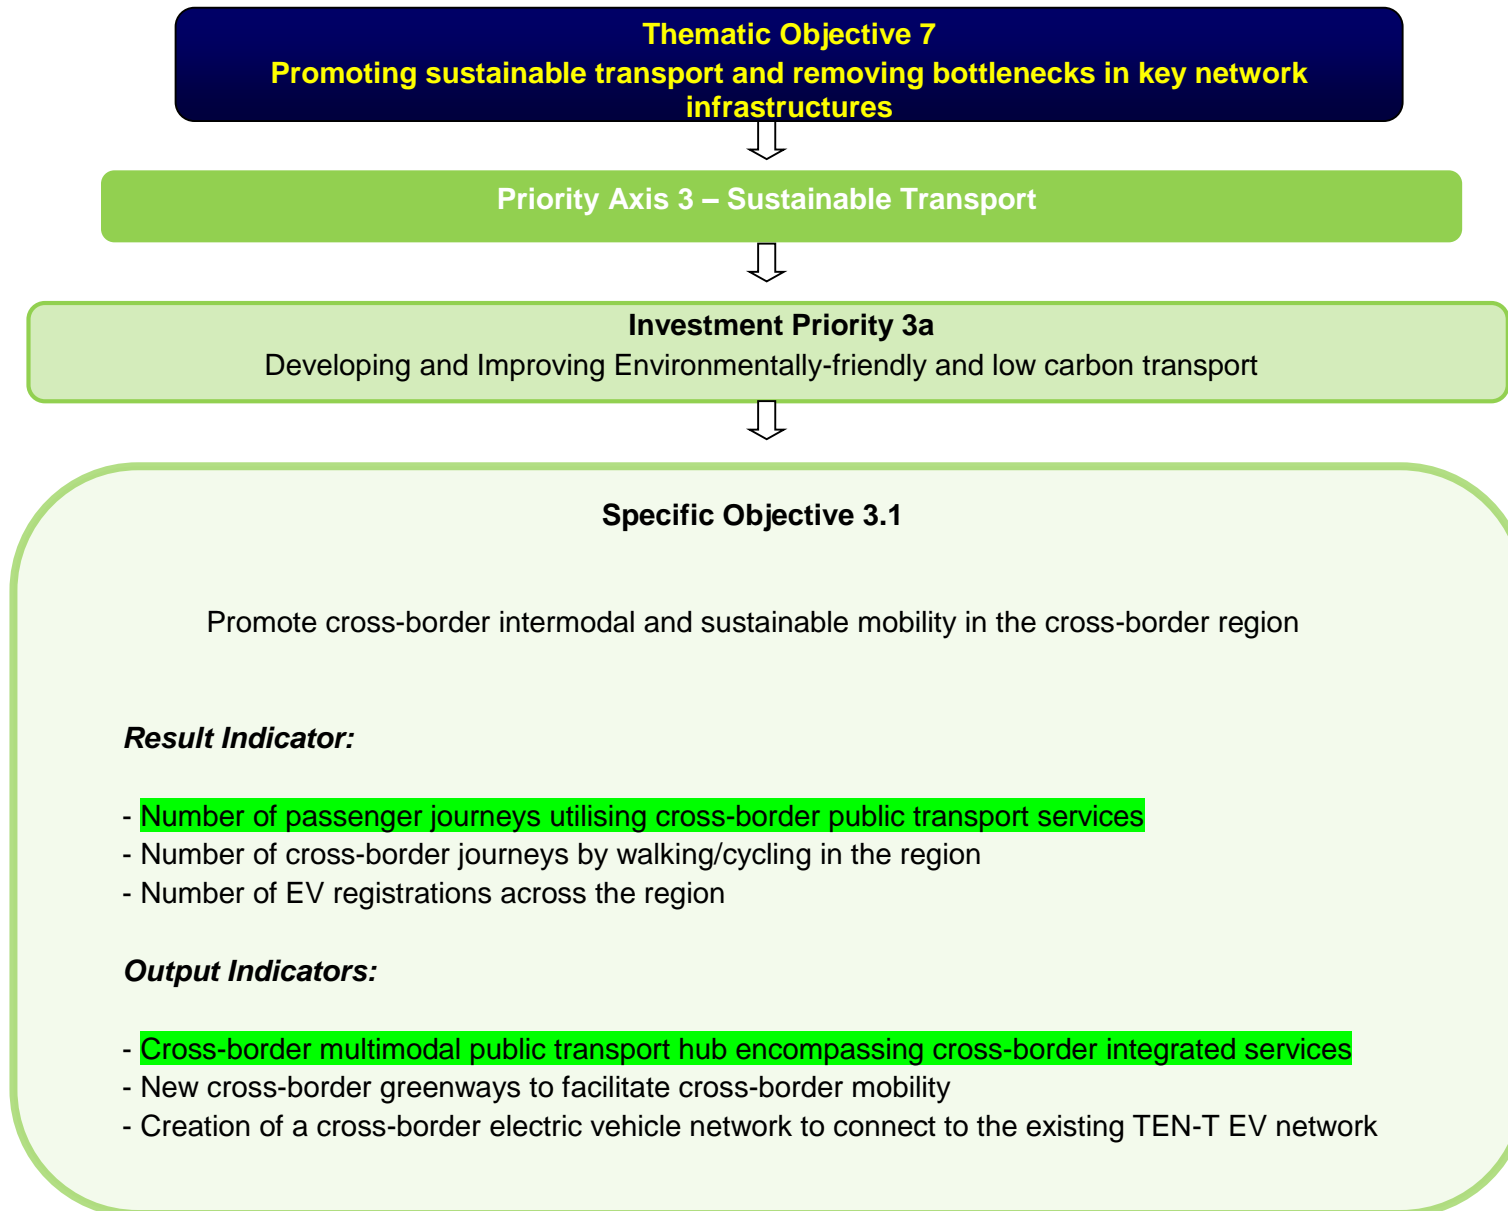 Thematic Objective 7
Promoting sustainable transport and removing bottlenecks in key network
infrastructures
Priority Axis 3 – Sustainable Transport
Investment Priority 3a
Developing and Improving Environmentally-friendly and low carbon transport
Specific Objective 3.1
Promote cross-border intermodal and sustainable mobility in the cross-border region
Result Indicator:
- Number of passenger journeys utilising cross-border public transport services
- Number of cross-border journeys by walking/cycling in the region
- Number of EV registrations across the region
Output Indicators:
- Cross-border multimodal public transport hub encompassing cross-border integrated services
- New cross-border greenways to facilitate cross-border mobility
- Creation of a cross-border electric vehicle network to connect to the existing TEN-T EV network